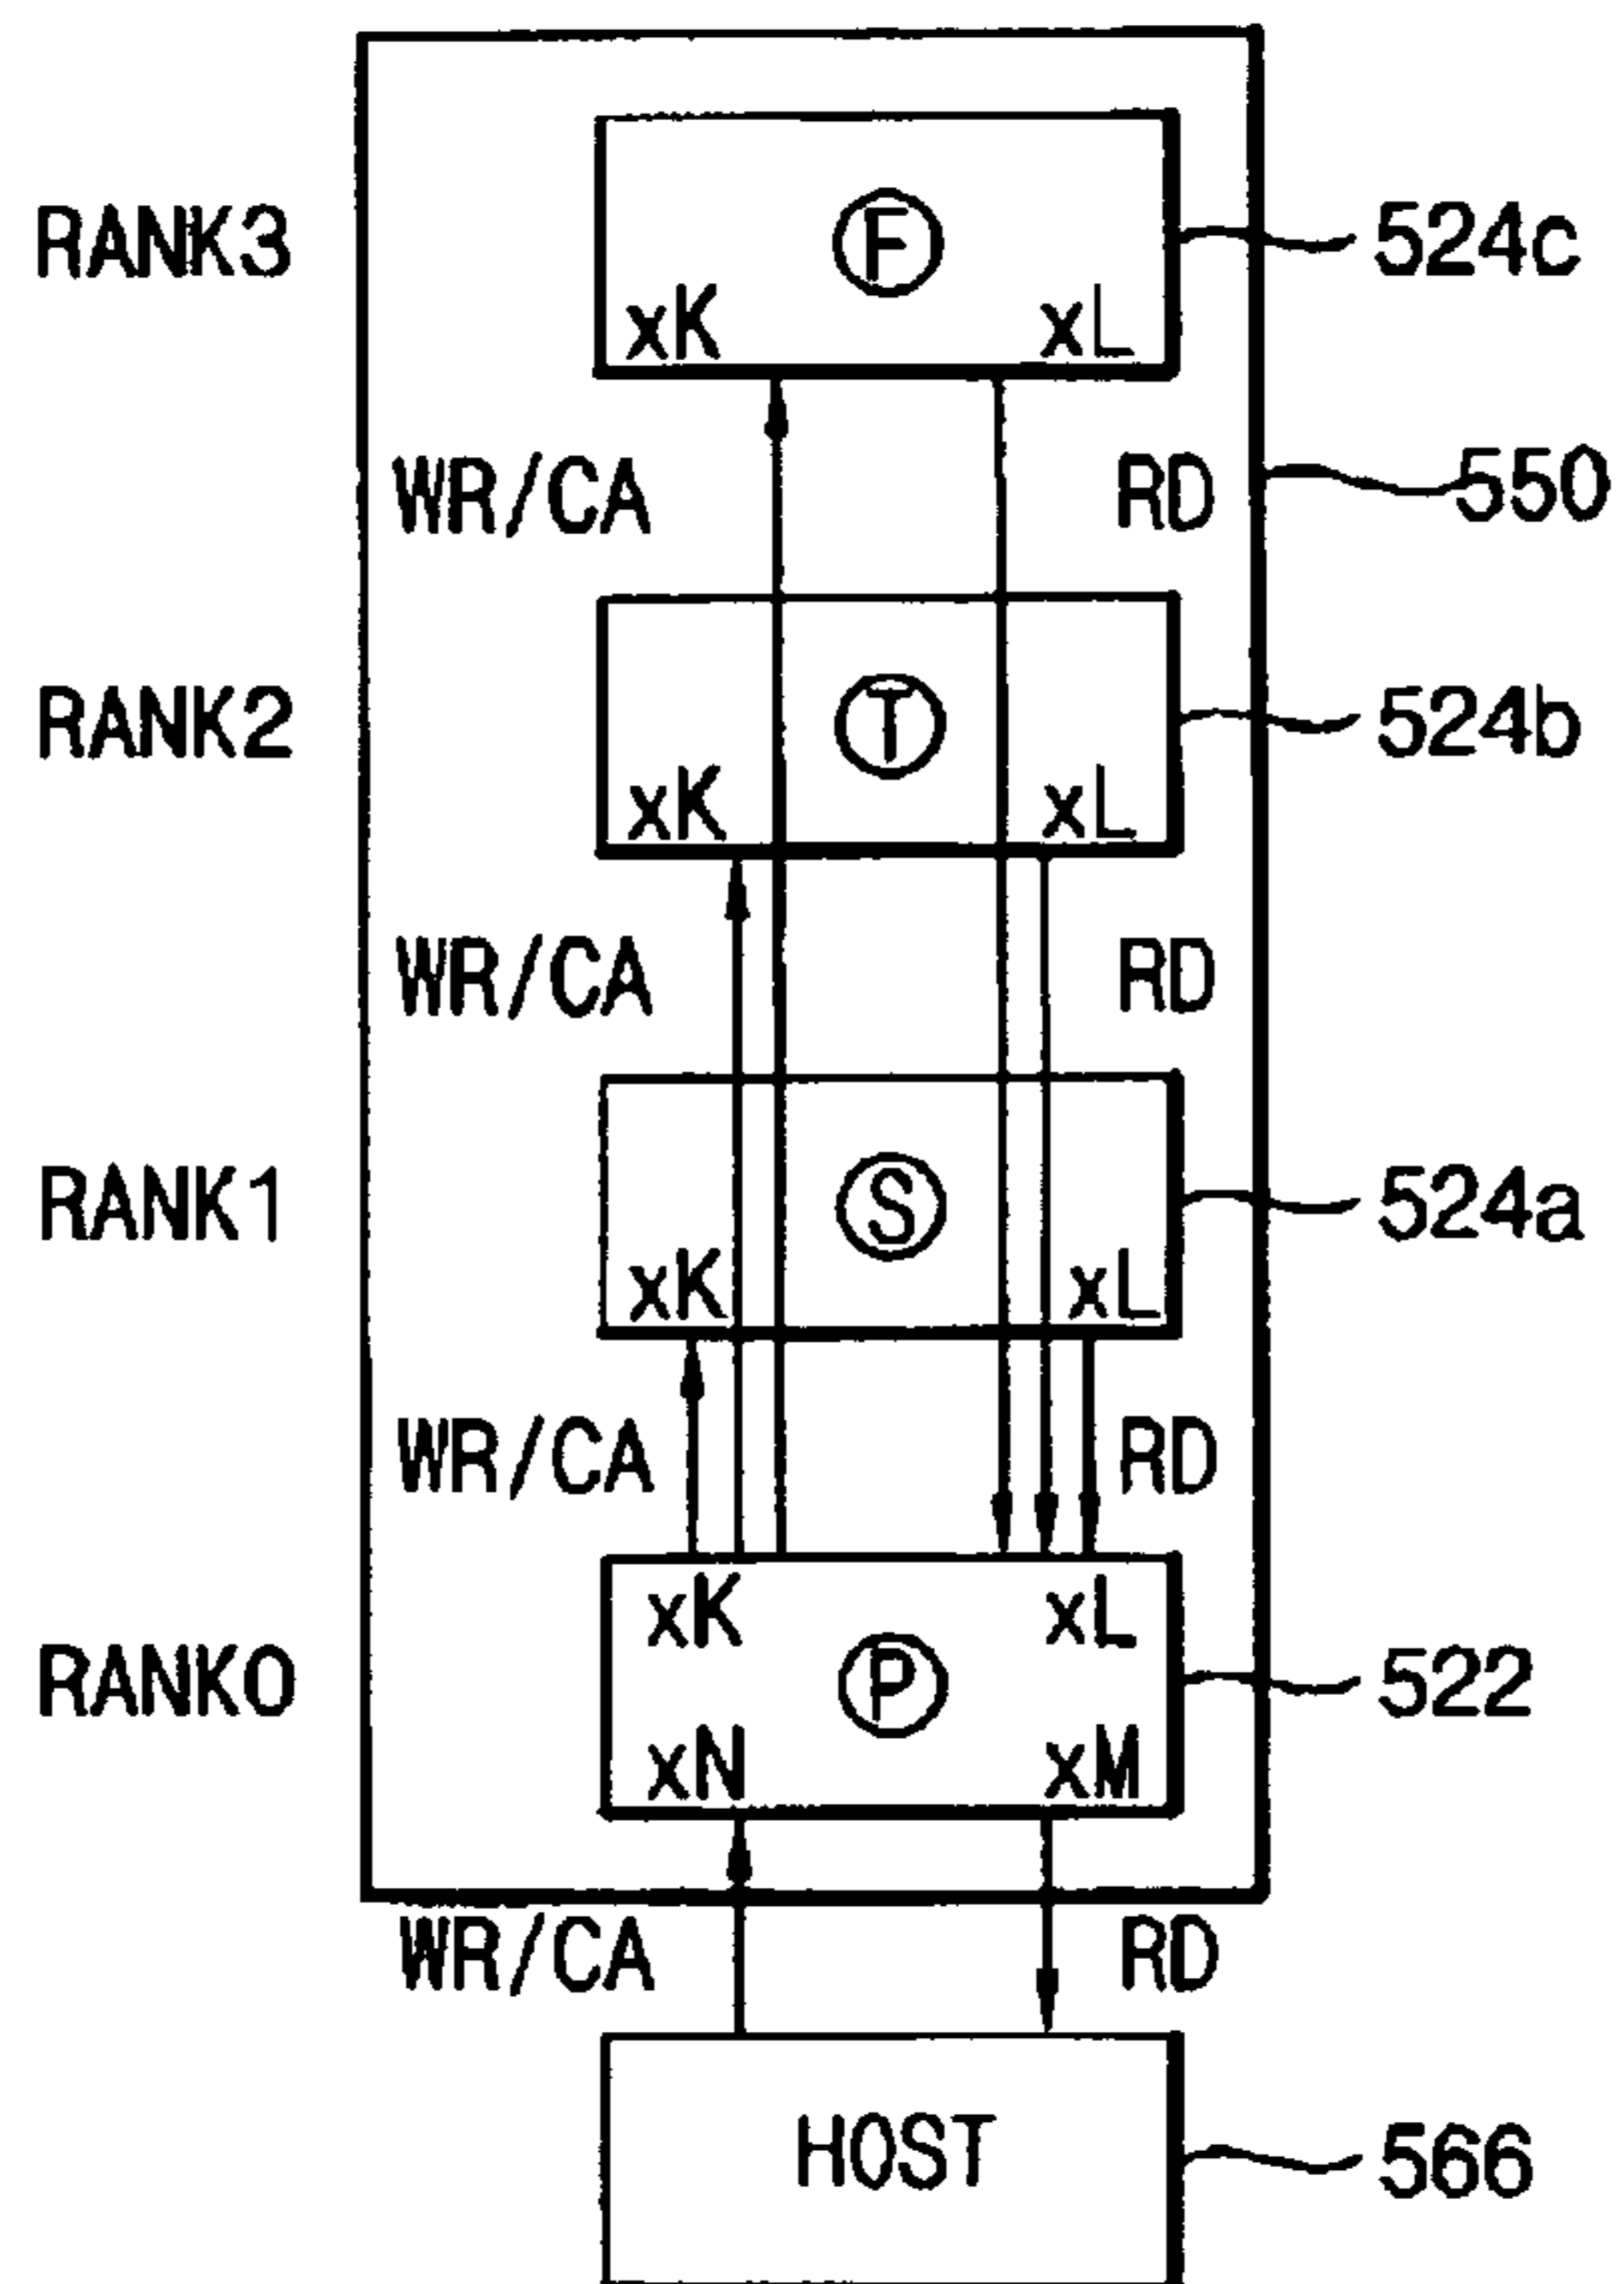 RANK3 F 524c
xK xL
WR/CA RD 550
RANK2 T 524b
xK xL
WR/CA RD
RANK1 S 524a
xK xL
WR/CA RD
xK xL
RANK0 P 522
xN xM
WR/CA RD
HOST 566